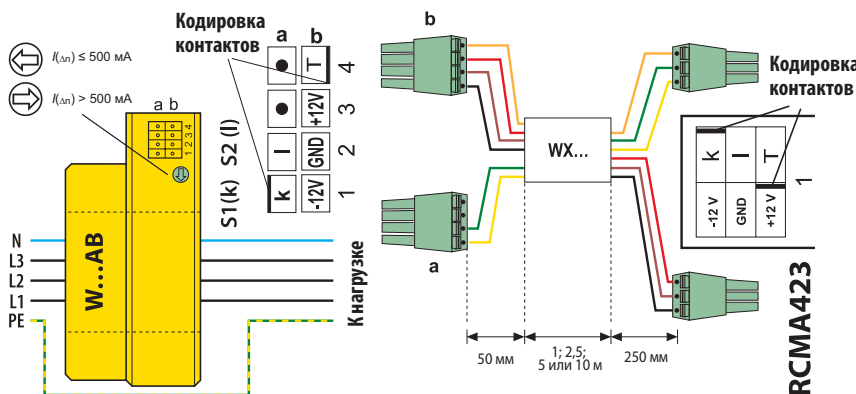 I(Δn) ≤ 500 мА
I(Δn) > 500 мА
Кодировка
контактов
a b
1 2 3 4
W...AB
N
L3
L2
L1
PE
К нагрузке
a b
● T 4
● +12V 3
S2 (l) l GND 2
S1(k) k -12V 1
b
a
WX...
50 мм
1; 2,5;
5 или 10 м
250 мм
Кодировка
контактов
k l T
-12 V GND +12 V
1
RCMA423